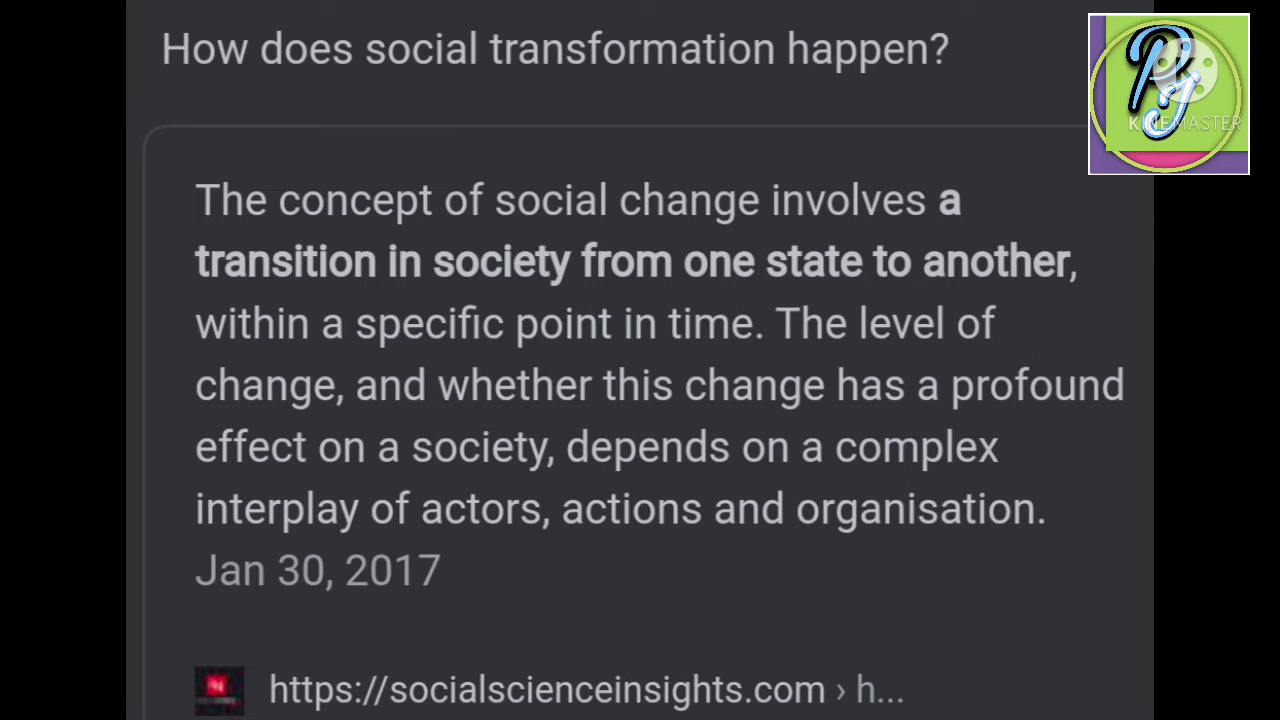 How does social transformation happen?
The concept of social change involves a
transition in society from one state to another,
within a specific point in time. The level of
change, and whether this change has a profound
effect on a society, depends on a complex
interplay of actors, actions and organisation.
Jan 30, 2017
https://socialscienceinsights.com › h...
KINEMASTER